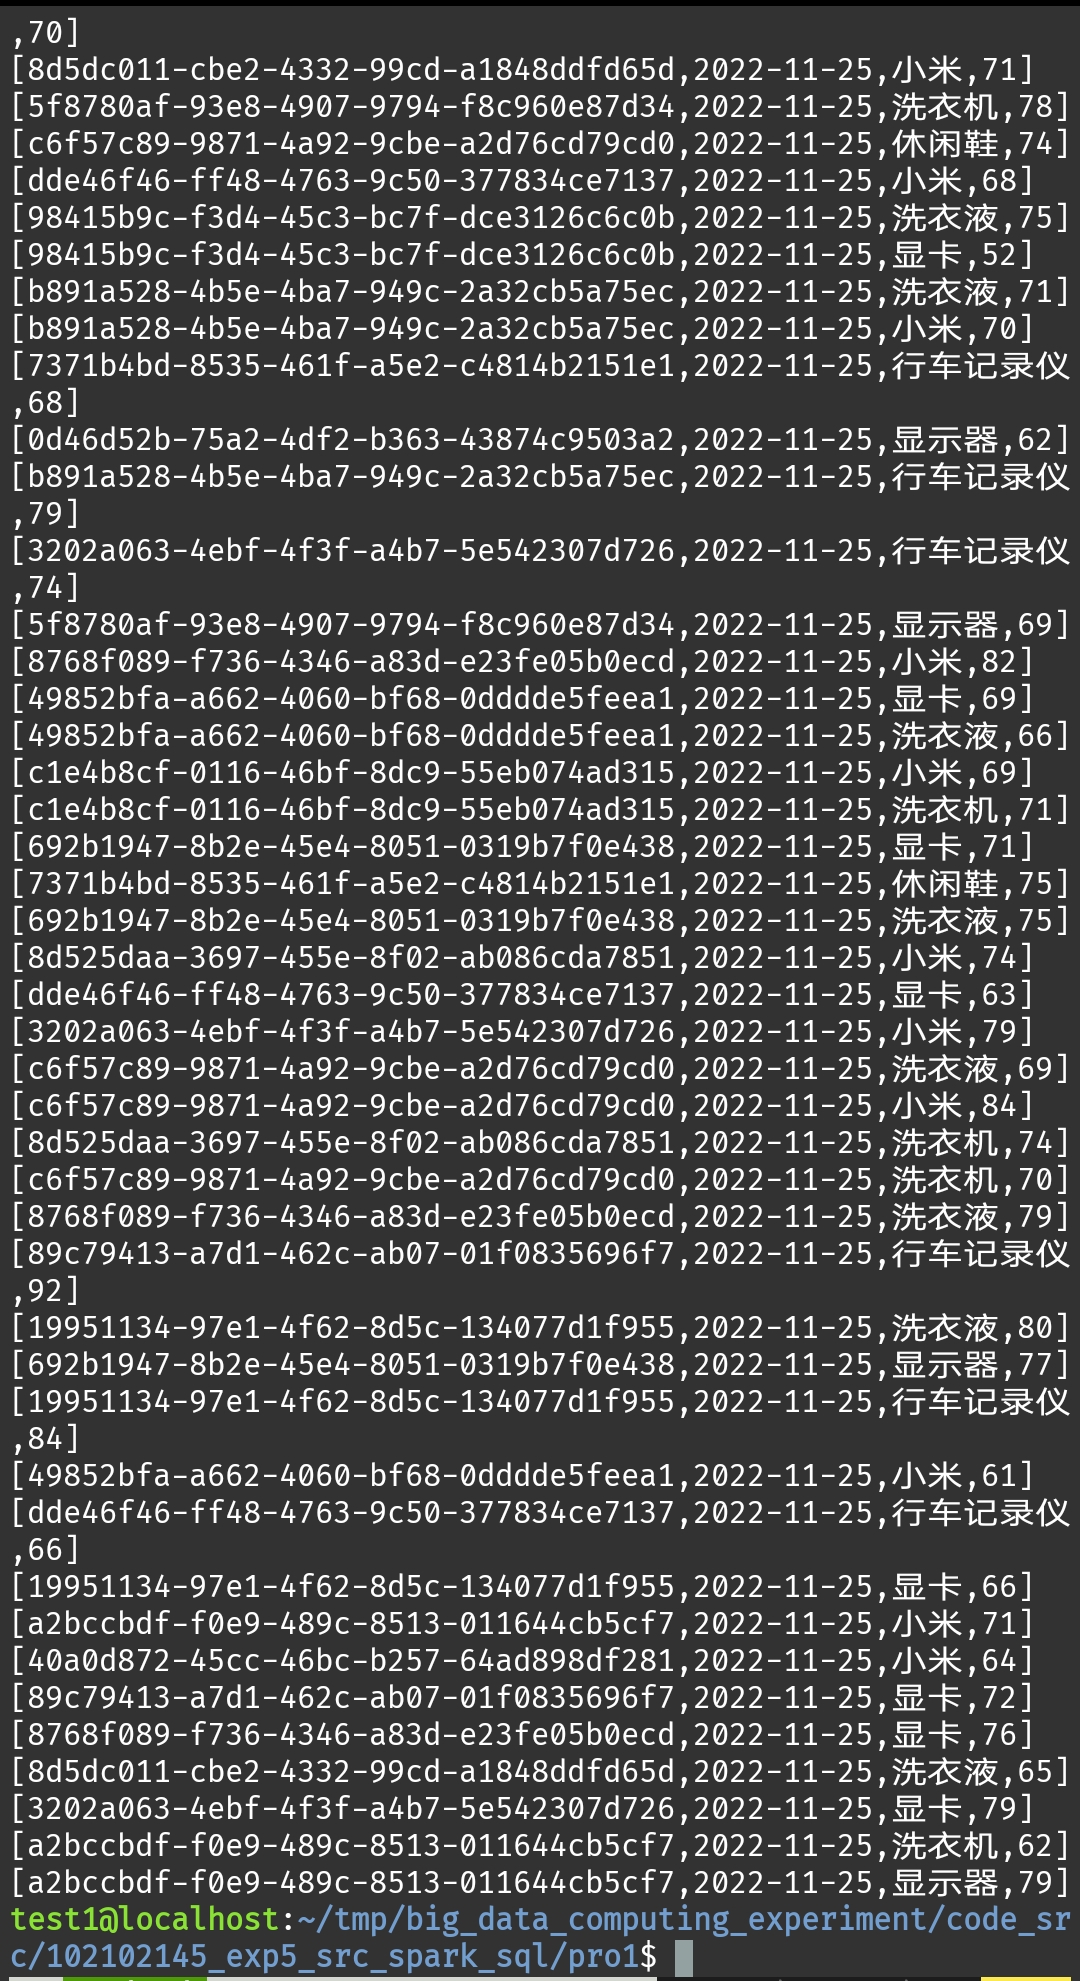 ,70]
[8d5dc011-cbe2-4332-99cd-a1848ddfd65d,2022-11-25,小米,71]
[5f8780af-93e8-4907-9794-f8c960e87d34,2022-11-25,洗衣机,78]
[c6f57c89-9871-4a92-9cbe-a2d76cd79cd0,2022-11-25,休闲鞋,74]
[dde46f46-ff48-4763-9c50-377834ce7137,2022-11-25,小米,68]
[98415b9c-f3d4-45c3-bc7f-dce3126c6c0b,2022-11-25,洗衣液,75]
[98415b9c-f3d4-45c3-bc7f-dce3126c6c0b,2022-11-25,显卡,52]
[b891a528-4b5e-4ba7-949c-2a32cb5a75ec,2022-11-25,洗衣液,71]
[b891a528-4b5e-4ba7-949c-2a32cb5a75ec,2022-11-25,小米,70]
[7371b4bd-8535-461f-a5e2-c4814b2151e1,2022-11-25,行车记录仪
,68]
[0d46d52b-75a2-4df2-b363-43874c9503a2,2022-11-25,显示器,62]
[b891a528-4b5e-4ba7-949c-2a32cb5a75ec,2022-11-25,行车记录仪
,79]
[3202a063-4ebf-4f3f-a4b7-5e542307d726,2022-11-25,行车记录仪
,74]
[5f8780af-93e8-4907-9794-f8c960e87d34,2022-11-25,显示器,69]
[8768f089-f736-4346-a83d-e23fe05b0ecd,2022-11-25,小米,82]
[49852bfa-a662-4060-bf68-0dddde5feea1,2022-11-25,显卡,69]
[49852bfa-a662-4060-bf68-0dddde5feea1,2022-11-25,洗衣液,66]
[c1e4b8cf-0116-46bf-8dc9-55eb074ad315,2022-11-25,小米,69]
[c1e4b8cf-0116-46bf-8dc9-55eb074ad315,2022-11-25,洗衣机,71]
[692b1947-8b2e-45e4-8051-0319b7f0e438,2022-11-25,显卡,71]
[7371b4bd-8535-461f-a5e2-c4814b2151e1,2022-11-25,休闲鞋,75]
[692b1947-8b2e-45e4-8051-0319b7f0e438,2022-11-25,洗衣液,75]
[8d525daa-3697-455e-8f02-ab086cda7851,2022-11-25,小米,74]
[dde46f46-ff48-4763-9c50-377834ce7137,2022-11-25,显卡,63]
[3202a063-4ebf-4f3f-a4b7-5e542307d726,2022-11-25,小米,79]
[c6f57c89-9871-4a92-9cbe-a2d76cd79cd0,2022-11-25,洗衣液,69]
[c6f57c89-9871-4a92-9cbe-a2d76cd79cd0,2022-11-25,小米,84]
[8d525daa-3697-455e-8f02-ab086cda7851,2022-11-25,洗衣机,74]
[c6f57c89-9871-4a92-9cbe-a2d76cd79cd0,2022-11-25,洗衣机,70]
[8768f089-f736-4346-a83d-e23fe05b0ecd,2022-11-25,洗衣液,79]
[89c79413-a7d1-462c-ab07-01f0835696f7,2022-11-25,行车记录仪
,92]
[19951134-97e1-4f62-8d5c-134077d1f955,2022-11-25,洗衣液,80]
[692b1947-8b2e-45e4-8051-0319b7f0e438,2022-11-25,显示器,77]
[19951134-97e1-4f62-8d5c-134077d1f955,2022-11-25,行车记录仪
,84]
[49852bfa-a662-4060-bf68-0dddde5feea1,2022-11-25,小米,61]
[dde46f46-ff48-4763-9c50-377834ce7137,2022-11-25,行车记录仪
,66]
[19951134-97e1-4f62-8d5c-134077d1f955,2022-11-25,显卡,66]
[a2bccbdf-f0e9-489c-8513-011644cb5cf7,2022-11-25,小米,71]
[40a0d872-45cc-46bc-b257-64ad898df281,2022-11-25,小米,64]
[89c79413-a7d1-462c-ab07-01f0835696f7,2022-11-25,显卡,72]
[8768f089-f736-4346-a83d-e23fe05b0ecd,2022-11-25,显卡,76]
[8d5dc011-cbe2-4332-99cd-a1848ddfd65d,2022-11-25,洗衣液,65]
[3202a063-4ebf-4f3f-a4b7-5e542307d726,2022-11-25,显卡,79]
[a2bccbdf-f0e9-489c-8513-011644cb5cf7,2022-11-25,洗衣机,62]
[a2bccbdf-f0e9-489c-8513-011644cb5cf7,2022-11-25,显示器,79]
test1@localhost:~/tmp/big_data_computing_experiment/code_sr
c/102102145_exp5_src_spark_sql/pro1$